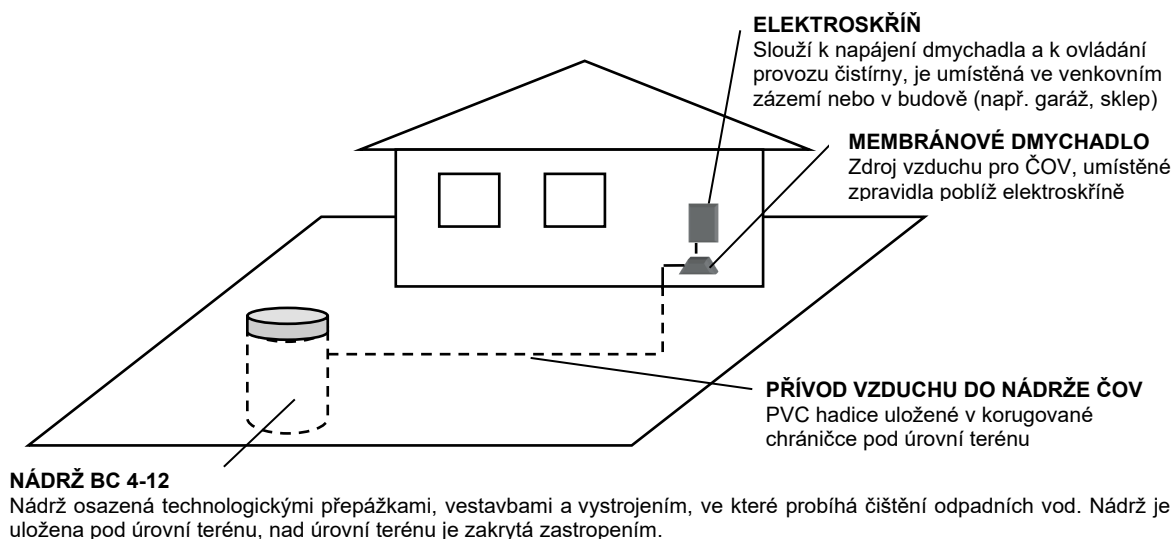 ELEKTROSKŘÍŇ
Slouží k napájení dmychadla a k ovládání
provozu čistírny, je umístěná ve venkovním
zázemí nebo v budově (např. garáž, sklep)
MEMBRÁNOVÉ DMYCHADLO
Zdroj vzduchu pro ČOV, umístěné
zpravidla poblíž elektroskříně
PŘÍVOD VZDUCHU DO NÁDRŽE ČOV
PVC hadice uložené v korugované
chráničce pod úrovní terénu
NÁDRŽ BC 4-12
Nádrž osazená technologickými přepážkami, vestavbami a vystrojením, ve které probíhá čištění odpadních vod. Nádrž je
uložena pod úrovní terénu, nad úrovní terénu je zakrytá zastropením.